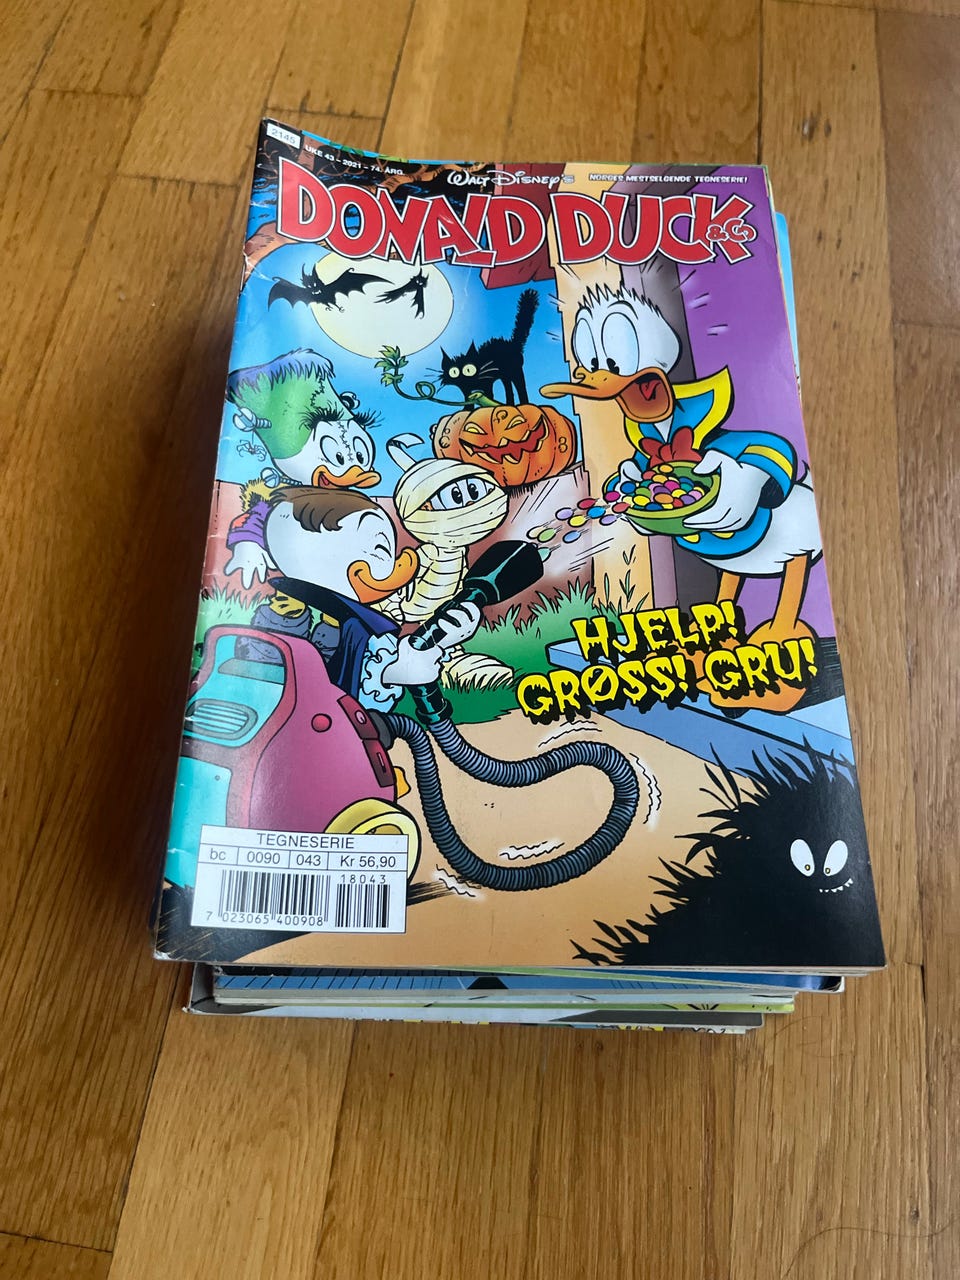 2145
UKE 43 - 2021 - 74. ÅRG.
WALT DISNEY'S
NORGES MESTSELGENDE TEGNESERIE!
DONALD DUCK &CO
HJELP!
GRØSS! GRU!
TEGNESERIE
bc 0090 043 Kr 56,90
18043
7 023065 400908